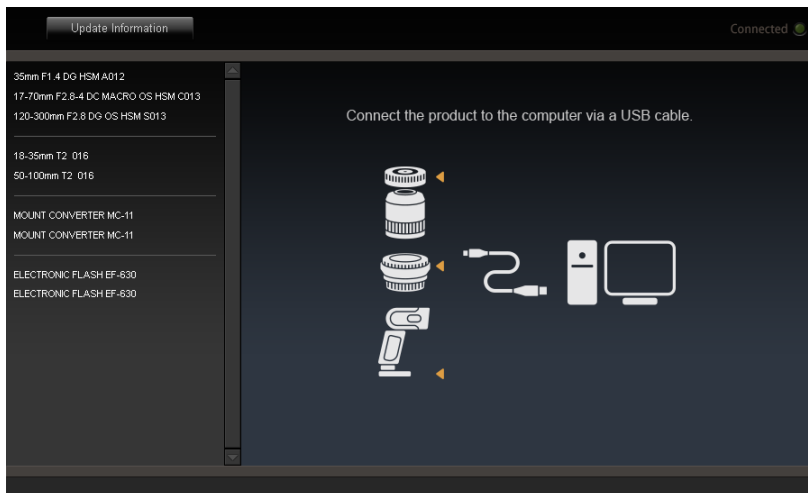 Update Information
Connected
35mm F1.4 DG HSM A012
17-70mm F2.8-4 DC MACRO OS HSM C013
120-300mm F2.8 DG OS HSM S013
18-35mm T2 016
50-100mm T2 016
MOUNT CONVERTER MC-11
MOUNT CONVERTER MC-11
ELECTRONIC FLASH EF-630
ELECTRONIC FLASH EF-630
Connect the product to the computer via a USB cable.